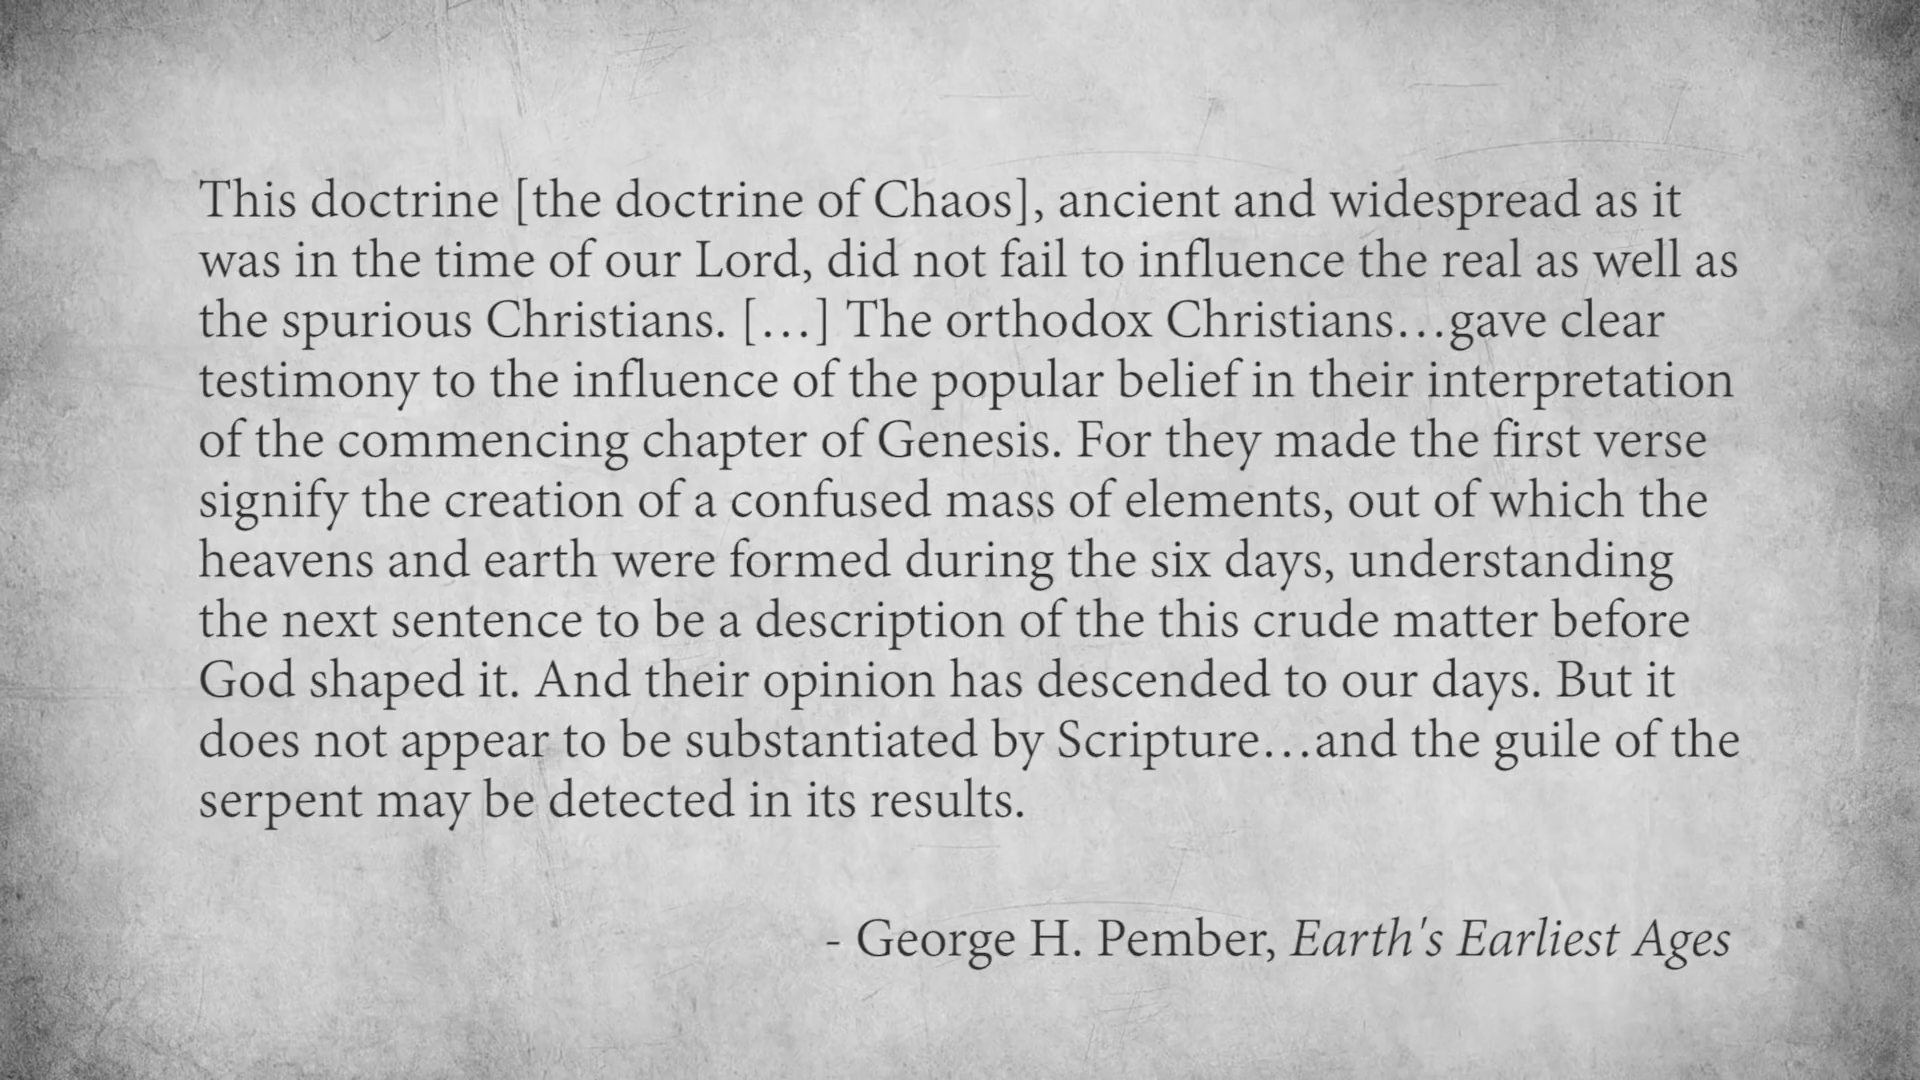 This doctrine [the doctrine of Chaos], ancient and widespread as it
was in the time of our Lord, did not fail to influence the real as well as
the spurious Christians. […] The orthodox Christians…gave clear
testimony to the influence of the popular belief in their interpretation
of the commencing chapter of Genesis. For they made the first verse
signify the creation of a confused mass of elements, out of which the
heavens and earth were formed during the six days, understanding
the next sentence to be a description of the this crude matter before
God shaped it. And their opinion has descended to our days. But it
does not appear to be substantiated by Scripture…and the guile of the
serpent may be detected in its results.
- George H. Pember, Earth's Earliest Ages